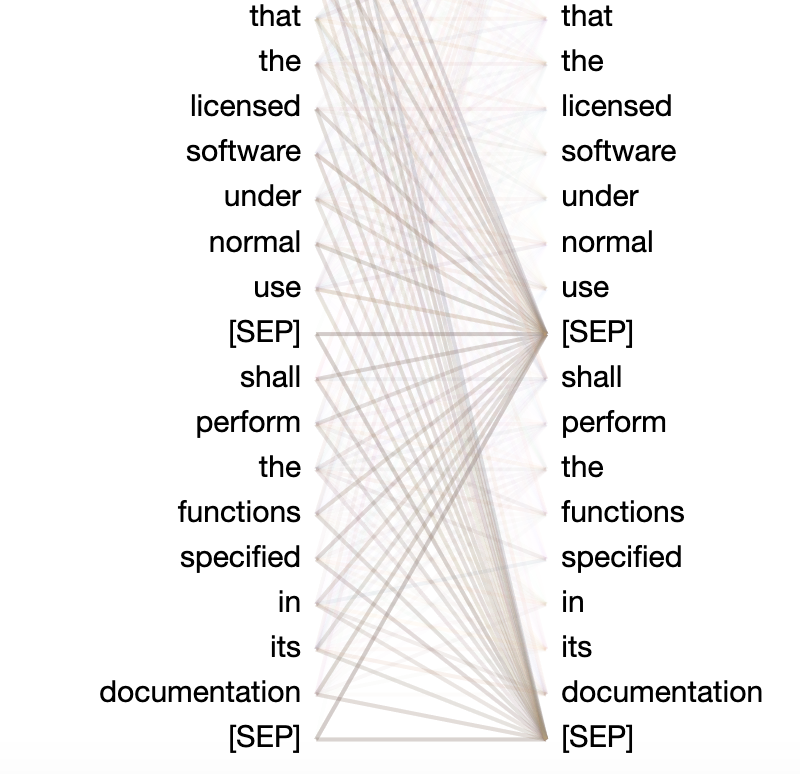 that that
the the
licensed licensed
software software
under under
normal normal
use use
[SEP] [SEP]
shall shall
perform perform
the the
functions functions
specified specified
in in
its its
documentation documentation
[SEP] [SEP]